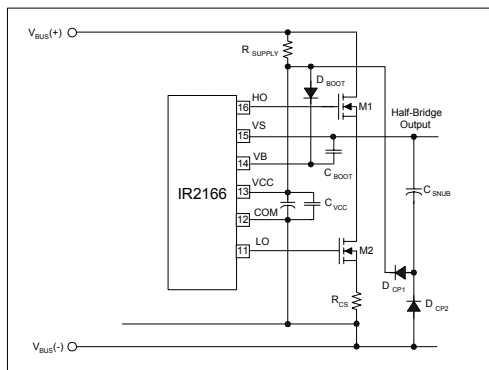 VBUS(+)
RSUPPLY
DBOOT
16 HO
M1
15 VS
Half-Bridge
Output
14 VB
CBOOT
CSNUB
IR2166
13 VCC
CVCC
12 COM
11 LO
M2
DCP1
RCS
DCP2
VBUS(-)